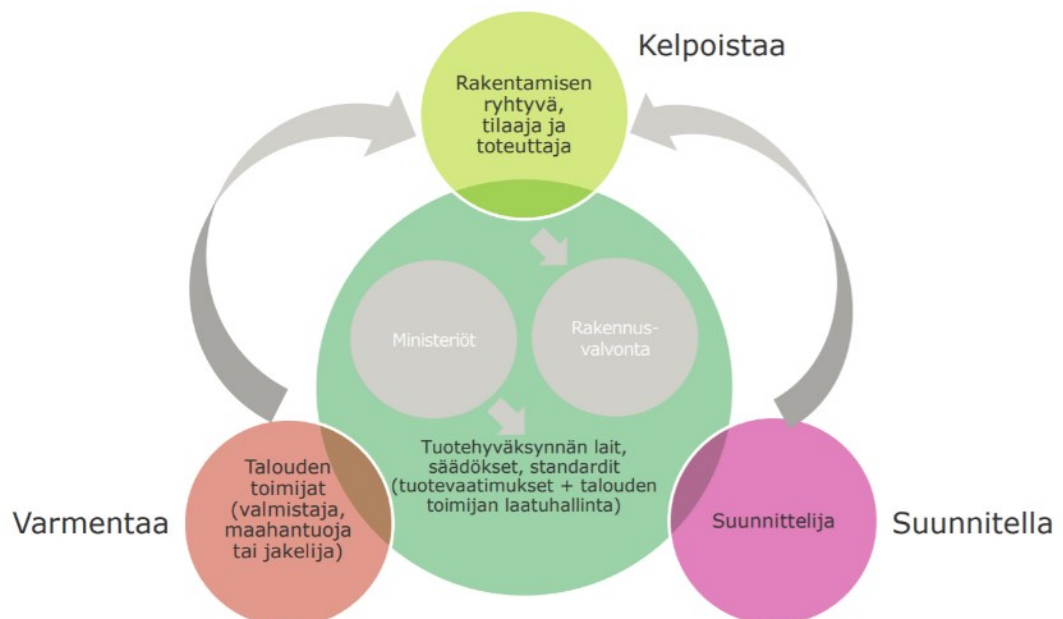 Kelpoistaa
Rakentamisen
ryhtyvä,
tilaaja ja
toteuttaja
Ministeriöt
Rakennus-
valvonta
Tuotehyväksynnän lait,
säädökset, standardit
(tuotevaatimukset + talouden
toimijan laatuhallinta)
Varmentaa
Talouden
toimijat
(valmistaja,
maahantuoja
tai jakelija)
Suunnittelija
Suunnitella